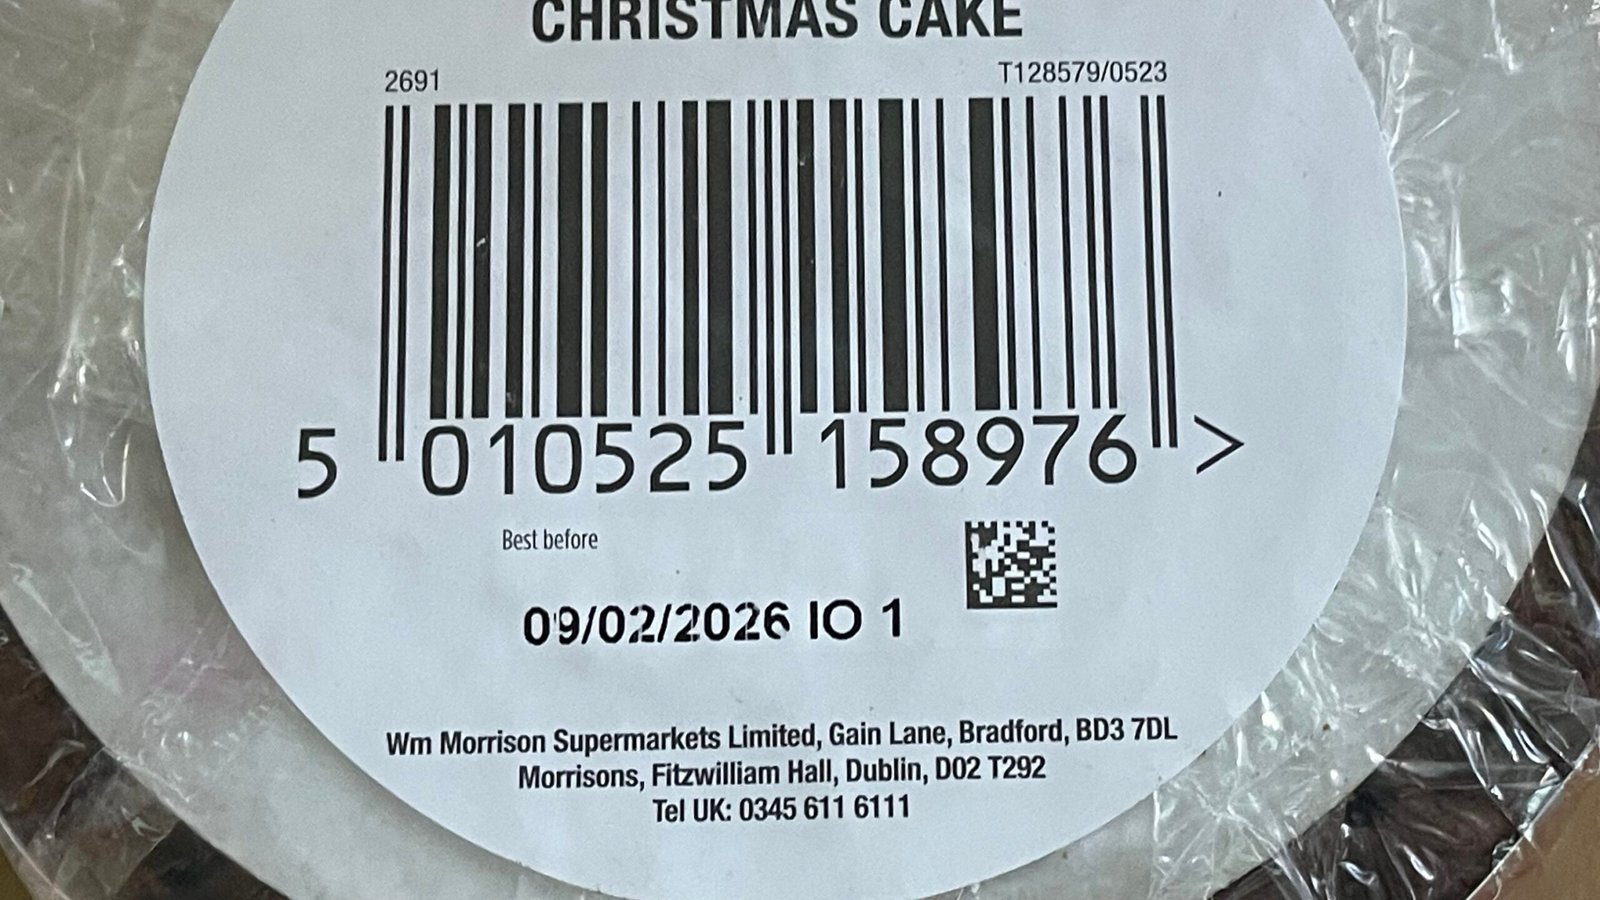 CHRISTMAS CAKE
2691 T128579/0523
5 010525 158976 >
Best before
09/02/2026 IO 1
Wm Morrison Supermarkets Limited, Gain Lane, Bradford, BD3 7DL
Morrisons, Fitzwilliam Hall, Dublin, D02 T292
Tel UK: 0345 611 6111